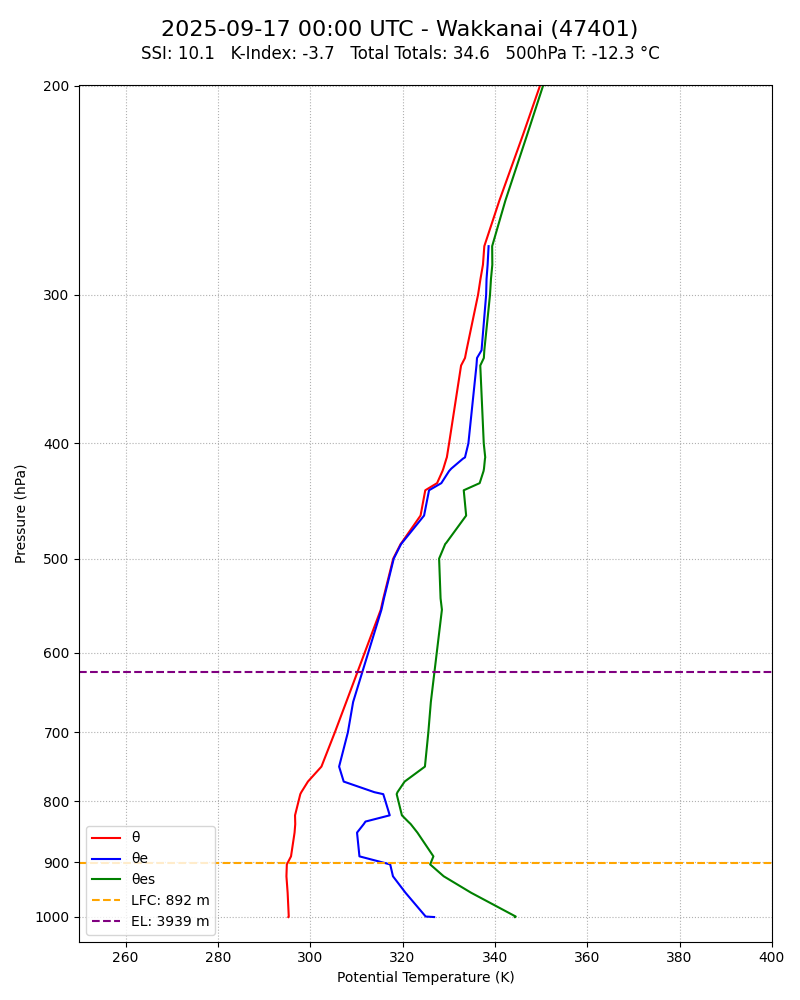 2025-09-17 00:00 UTC - Wakkanai (47401)
SSI: 10.1 K-Index: -3.7 Total Totals: 34.6 500hPa T: -12.3 °C
200
300
400
500
600
700
800
900
1000
Pressure (hPa)
θ
θe
θes
LFC: 892 m
EL: 3939 m
260 280 300 320 340 360 380 400
Potential Temperature (K)